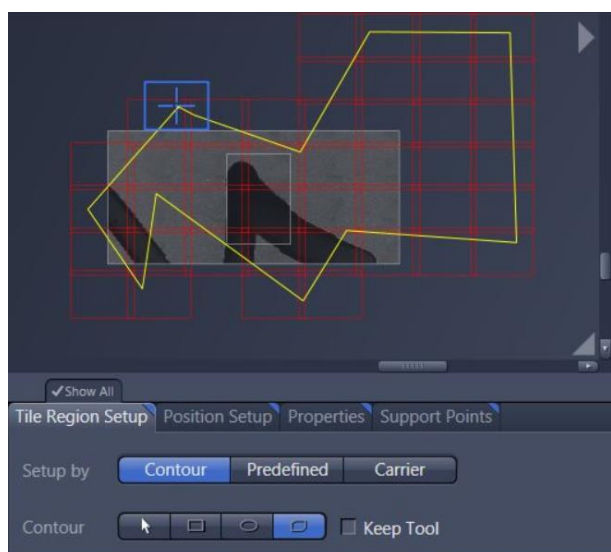 Show All
Tile Region Setup Position Setup Properties Support Points
Setup by Contour Predefined Carrier
Contour Keep Tool